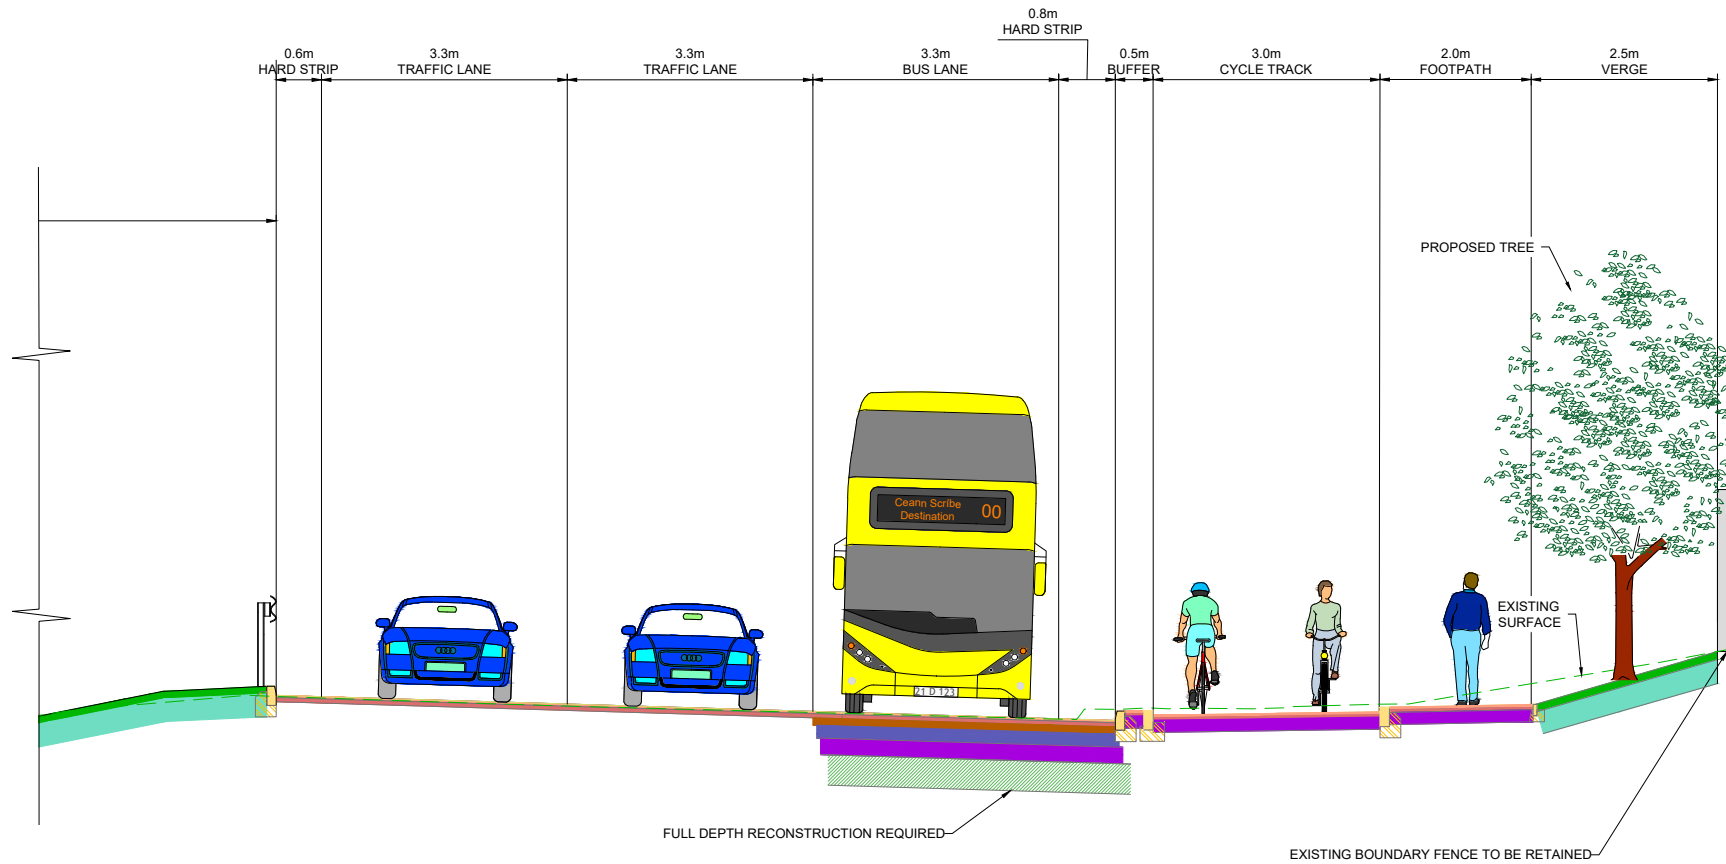 0.8m
HARD STRIP
0.6m
HARD STRIP
3.3m
TRAFFIC LANE
3.3m
TRAFFIC LANE
3.3m
BUS LANE
0.5m
BUFFER
3.0m
CYCLE TRACK
2.0m
FOOTPATH
2.5m
VERGE
PROPOSED TREE
Ceann Scríbe
Destination
00
EXISTING
SURFACE
21 D 123
FULL DEPTH RECONSTRUCTION REQUIRED
EXISTING BOUNDARY FENCE TO BE RETAINED